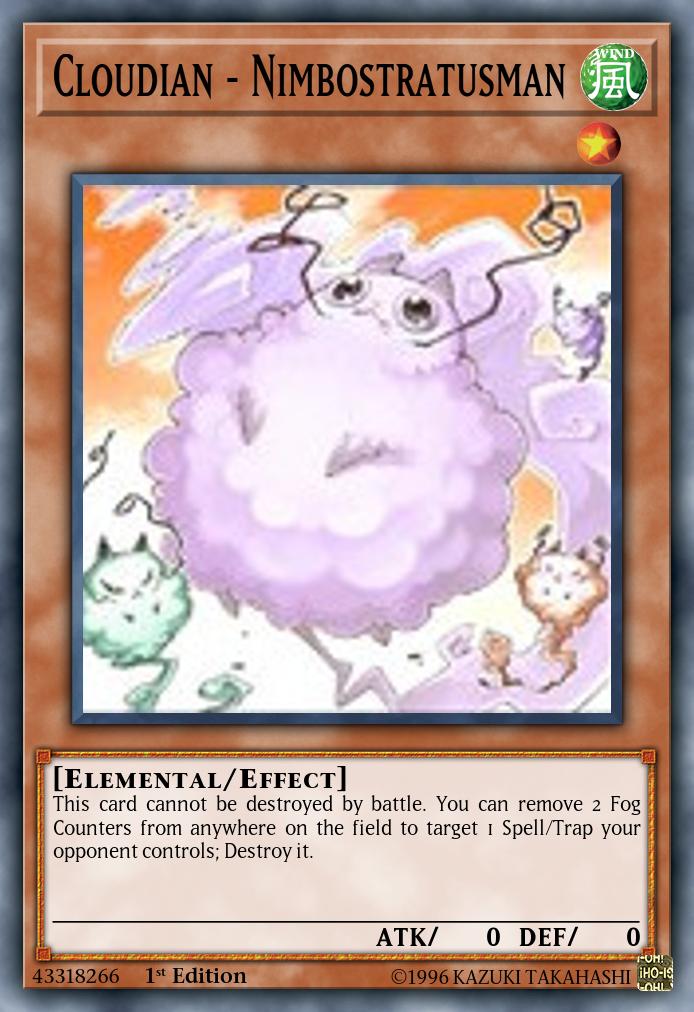 Cloudian - Nimbostratusman
WIND
風
[Elemental/Effect]
This card cannot be destroyed by battle. You can remove 2 Fog
Counters from anywhere on the field to target 1 Spell/Trap your
opponent controls; Destroy it.
ATK/ 0 DEF/ 0
43318266 1st Edition ©1996 KAZUKI TAKAHASHI